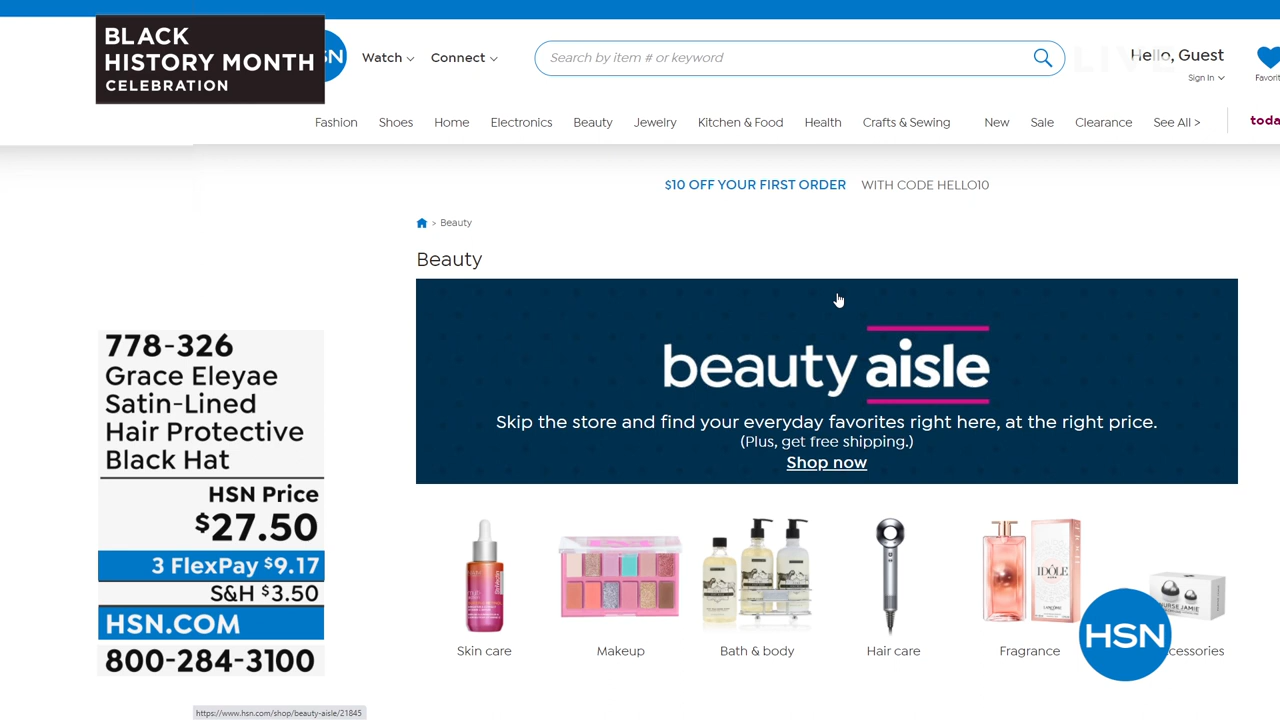 BLACK
HISTORY MONTH
CELEBRATION
Watch
Connect
Search by item # or keyword
LIVE
Hello, Guest
Sign In
Fashion Shoes Home Electronics Beauty Jewelry Kitchen & Food Health Crafts & Sewing New Sale Clearance See All >
$10 OFF YOUR FIRST ORDER WITH CODE HELLO10
> Beauty
Beauty
beauty aisle
Skip the store and find your everyday favorites right here, at the right price.
(Plus, get free shipping.)
Shop now
778-326
Grace Eleyae
Satin-Lined
Hair Protective
Black Hat
HSN Price
$27.50
3 FlexPay $9.17
S&H $3.50
HSN.COM
800-284-3100
IDÔLE
LANCÔME
Skin care
Makeup
Bath & body
Hair care
Fragrance
HSN
https://www.hsn.com/shop/beauty-aisle/21845